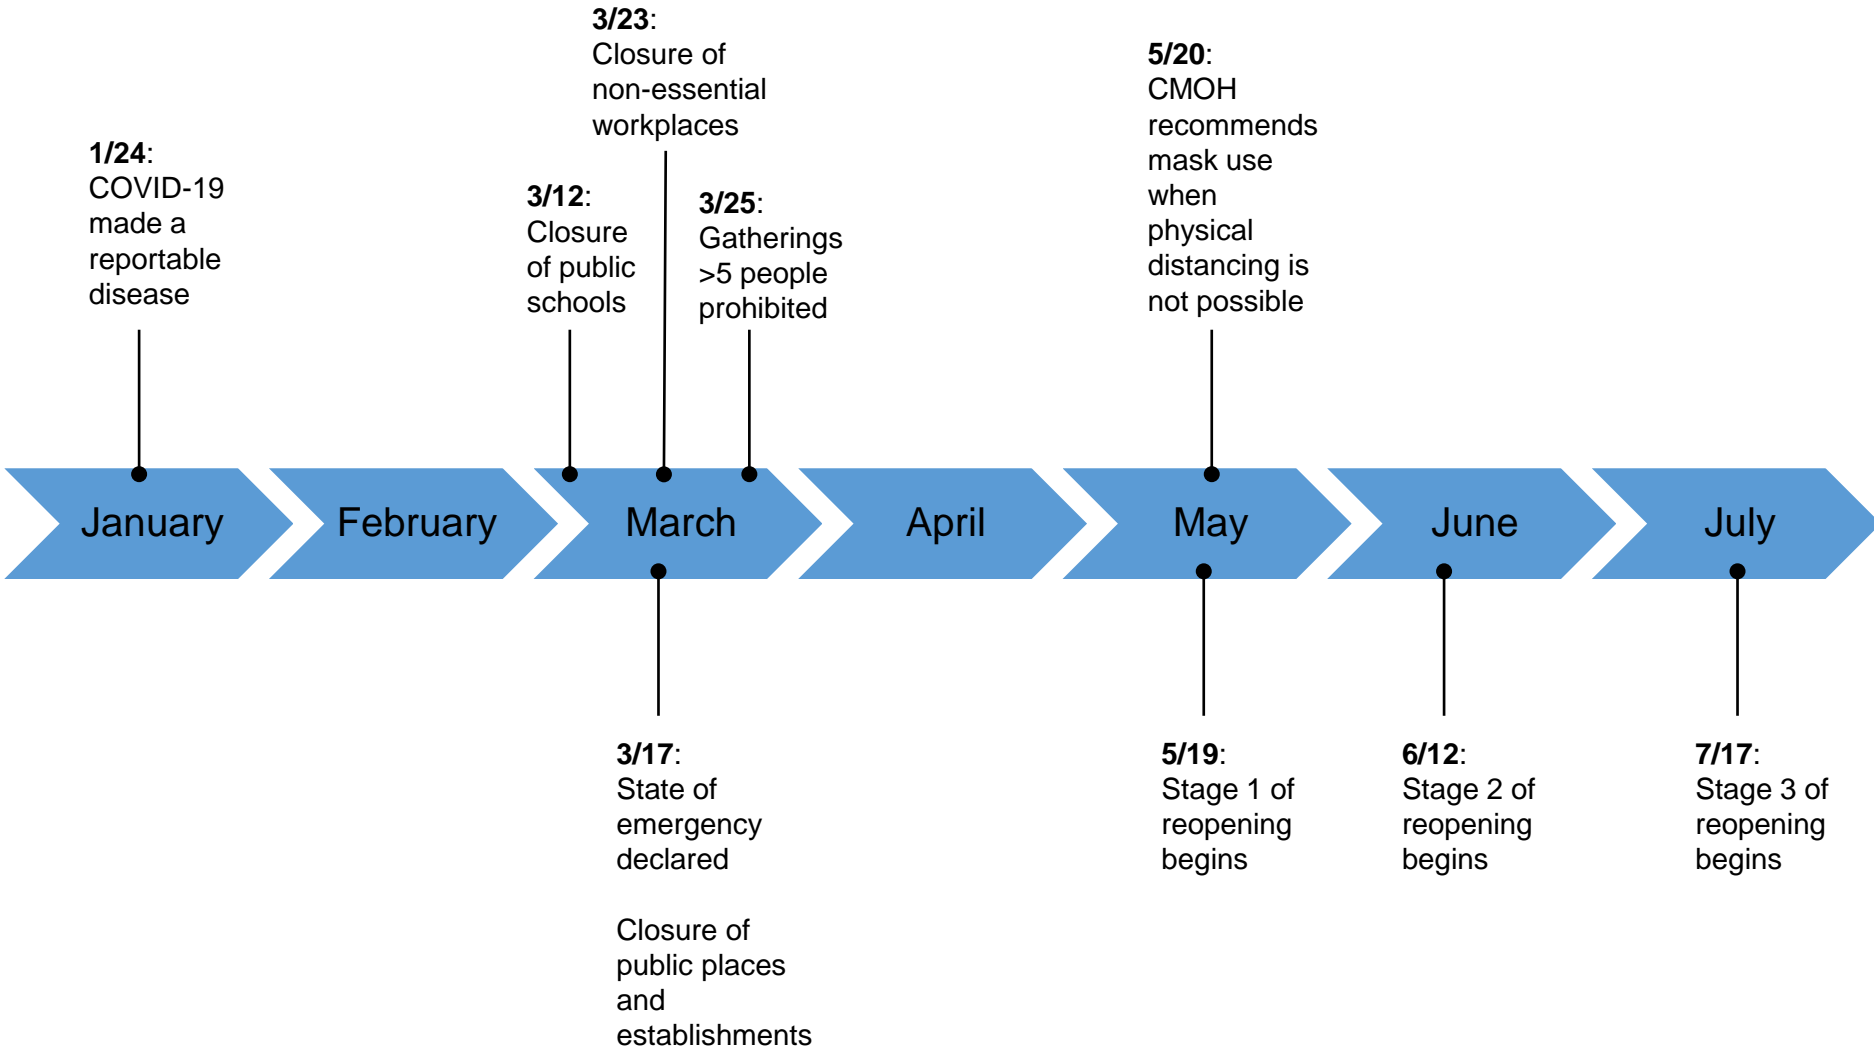 3/23:
Closure of
non-essential
workplaces
5/20:
CMOH
recommends
mask use
when
physical
distancing is
not possible
1/24:
COVID-19
made a
reportable
disease
3/12:
Closure
of public
schools
3/25:
Gatherings
>5 people
prohibited
January
February
March
April
May
June
July
3/17:
State of
emergency
declared
Closure of
public places
and
establishments
5/19:
Stage 1 of
reopening
begins
6/12:
Stage 2 of
reopening
begins
7/17:
Stage 3 of
reopening
begins